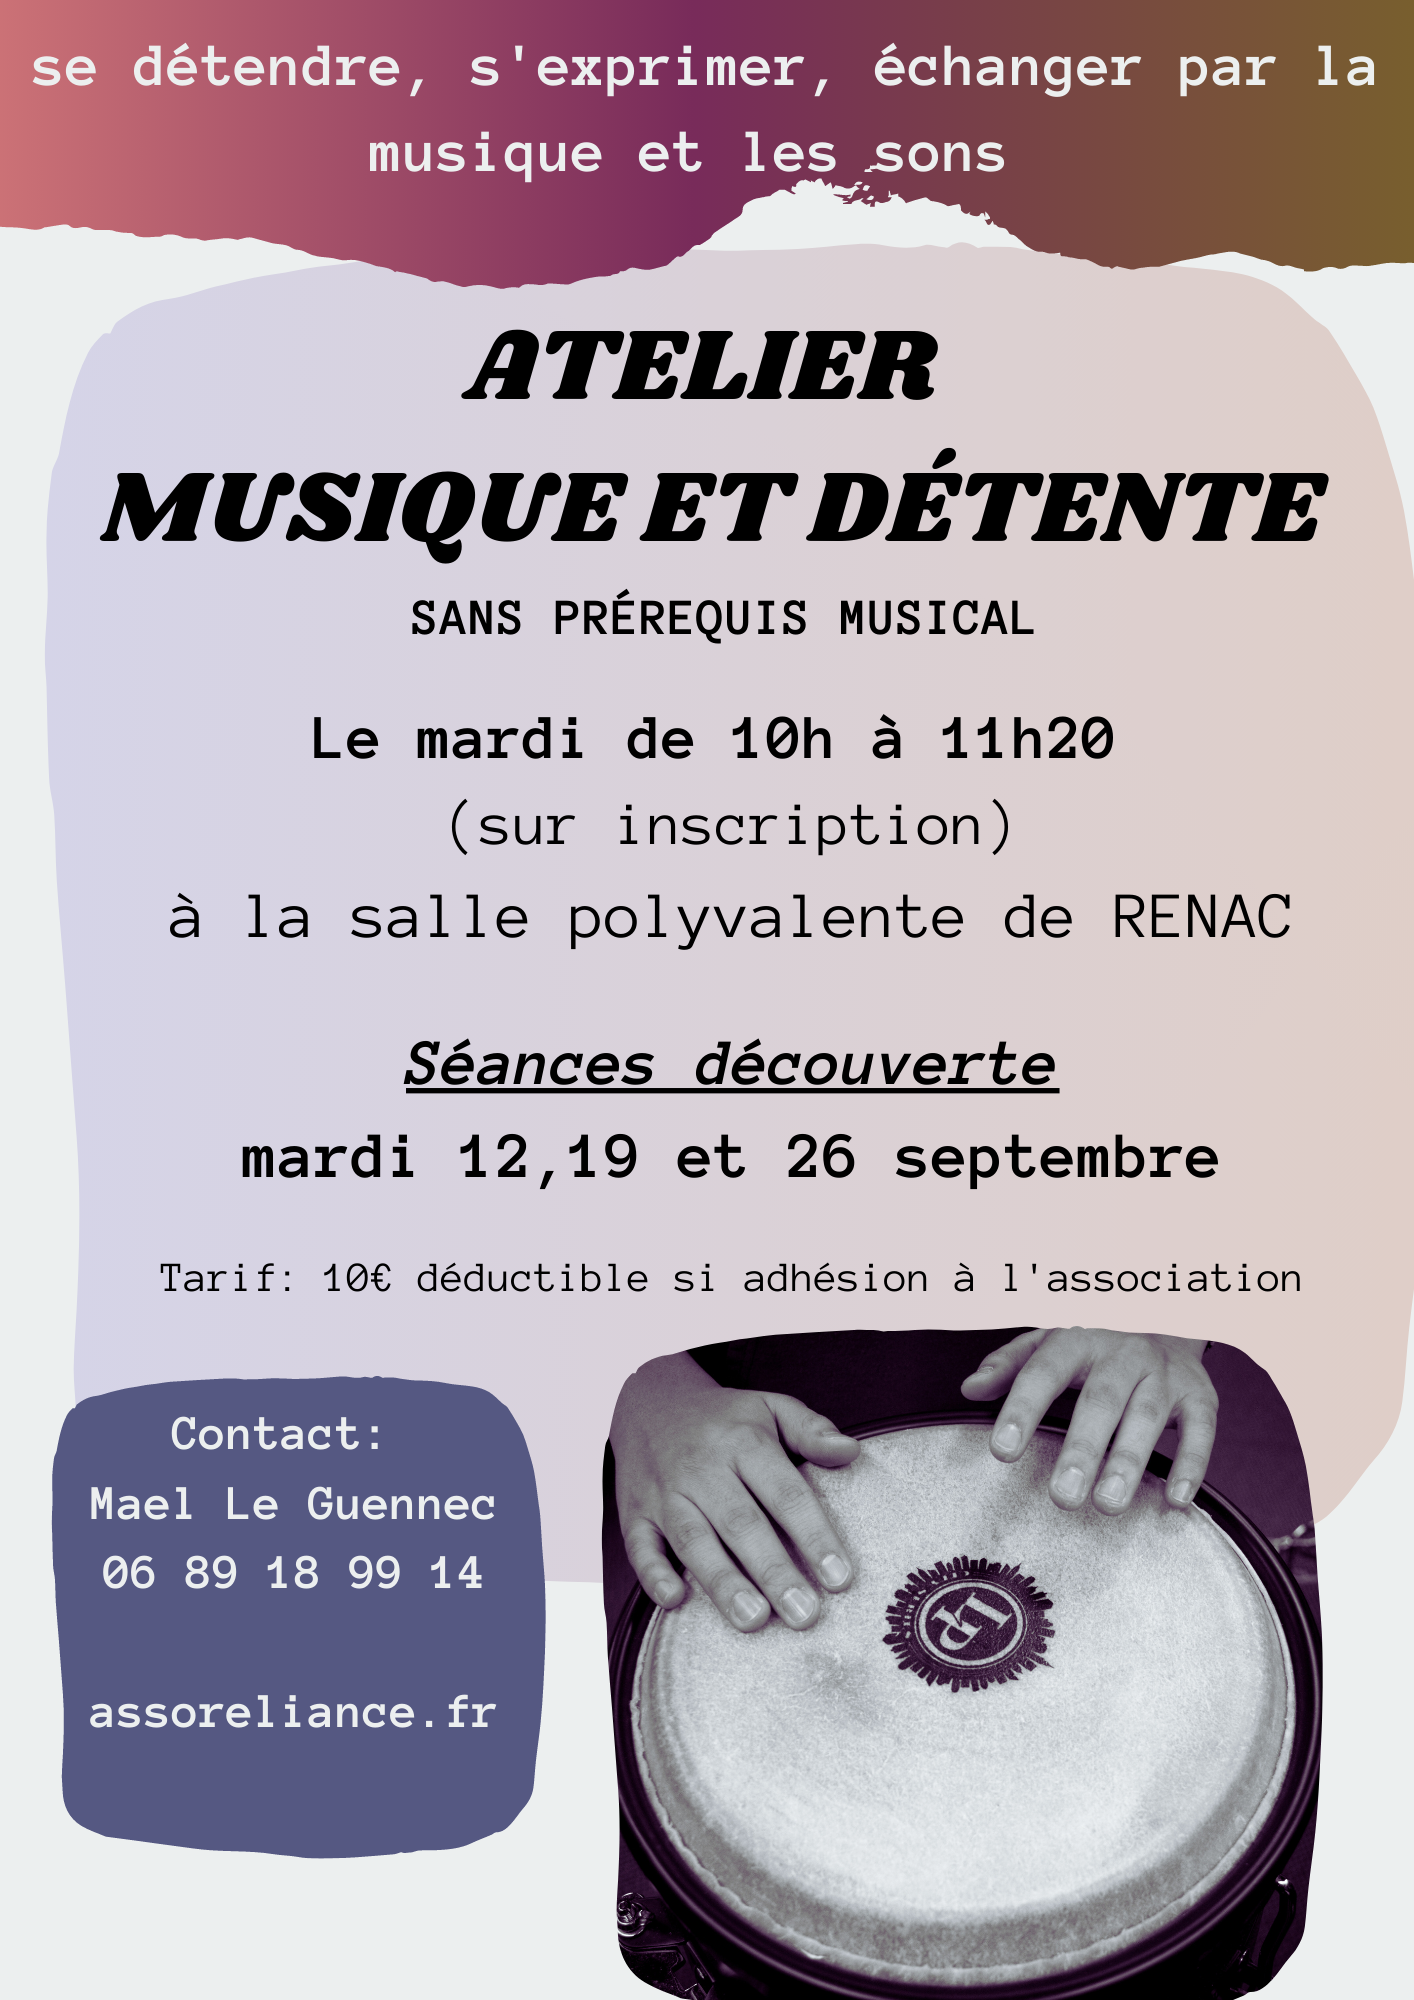 se détendre, s'exprimer, échanger par la
musique et les sons
ATELIER
MUSIQUE ET DÉTENTE
SANS PRÉREQUIS MUSICAL
Le mardi de 10h à 11h20
(sur inscription)
à la salle polyvalente de RENAC
Séances découverte
mardi 12,19 et 26 septembre
Tarif: 10€ déductible si adhésion à l'association
Contact:
Mael Le Guennec
06 89 18 99 14
assoreliance.fr